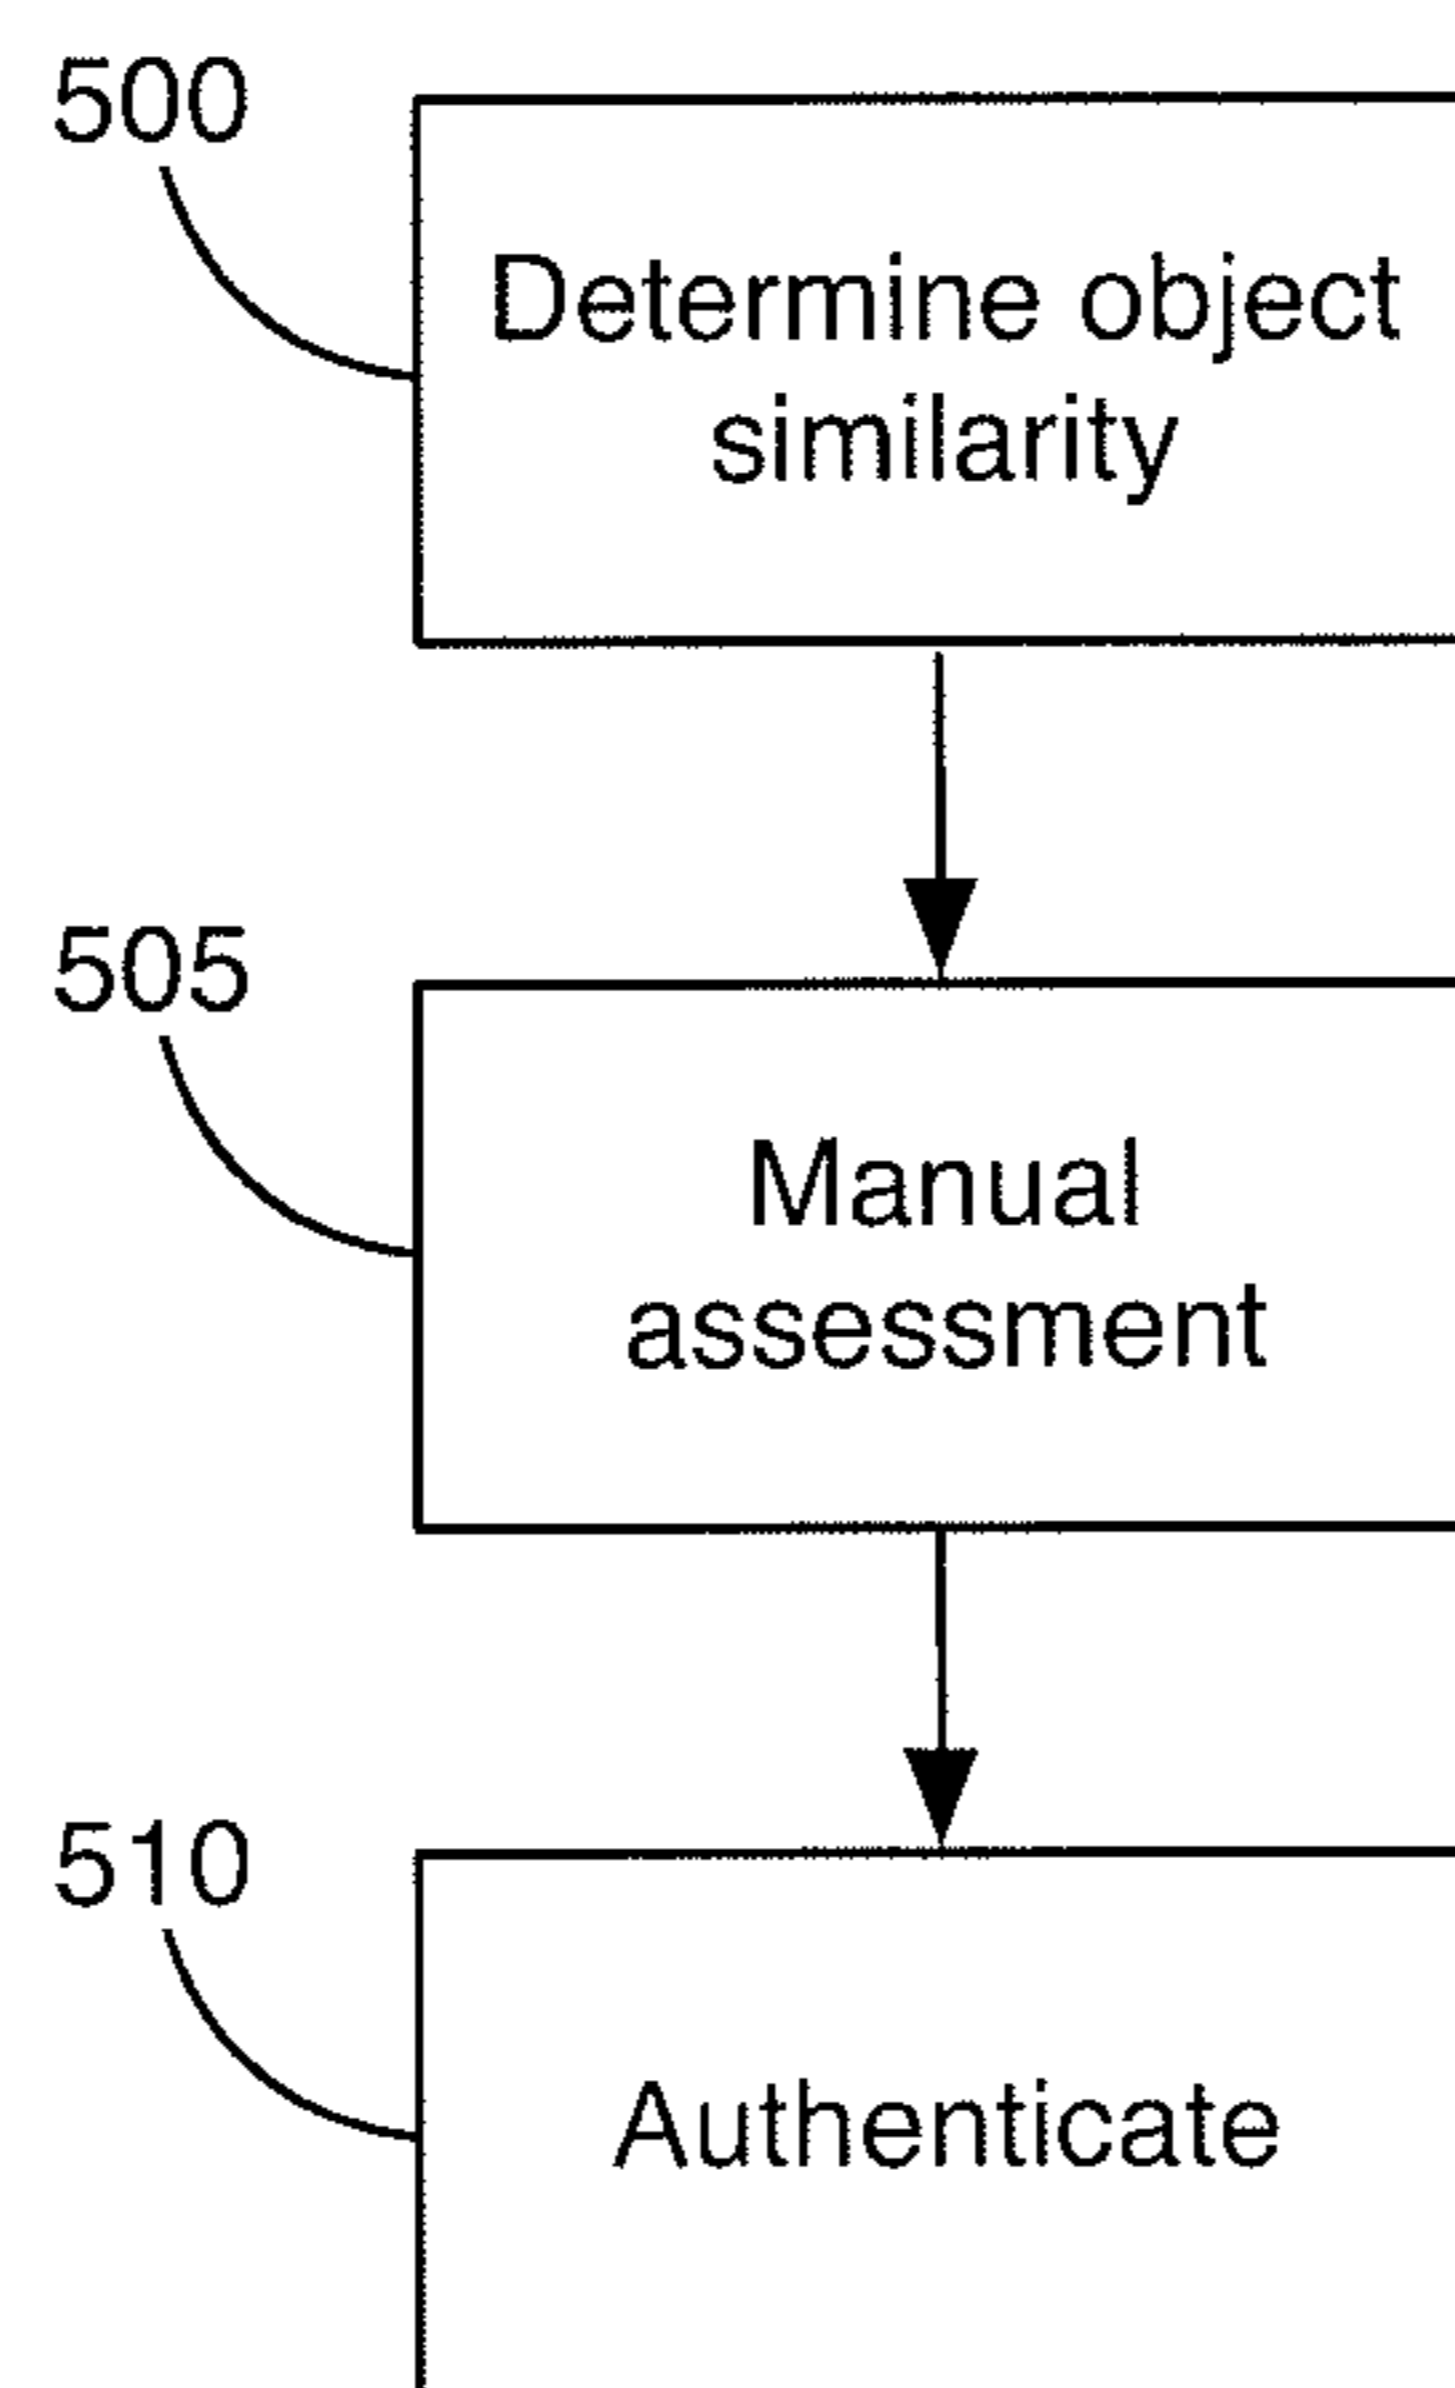 500
Determine object
similarity
505
Manual
assessment
510
Authenticate